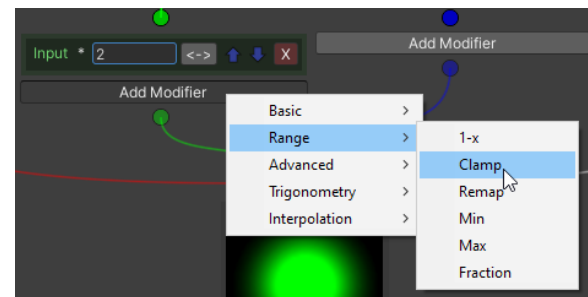 Add Modifier
Input * 2 <-> X
Add Modifier
Basic >
Range >
Advanced >
Trigonometry >
Interpolation >
1-x
Clamp
Remap
Min
Max
Fraction